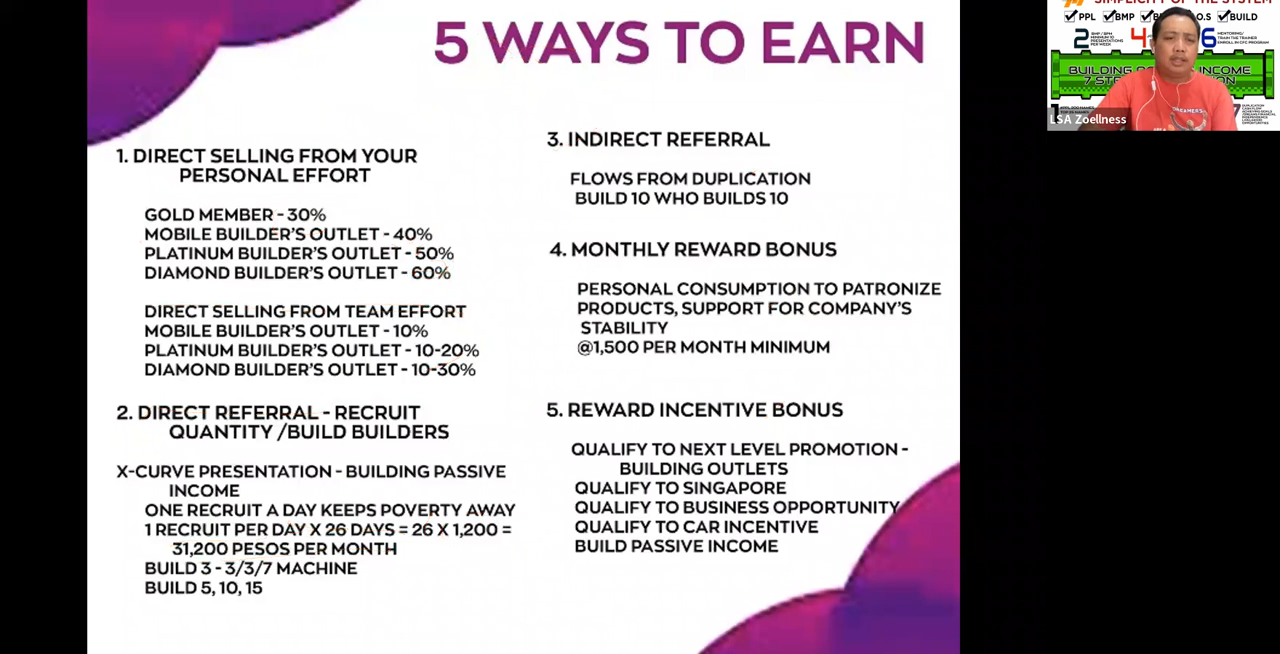 5 WAYS TO EARN
1. DIRECT SELLING FROM YOUR
PERSONAL EFFORT
GOLD MEMBER - 30%
MOBILE BUILDER'S OUTLET - 40%
PLATINUM BUILDER'S OUTLET - 50%
DIAMOND BUILDER'S OUTLET - 60%
DIRECT SELLING FROM TEAM EFFORT
MOBILE BUILDER'S OUTLET - 10%
PLATINUM BUILDER'S OUTLET - 10-20%
DIAMOND BUILDER'S OUTLET - 10-30%
2. DIRECT REFERRAL - RECRUIT
QUANTITY /BUILD BUILDERS
X-CURVE PRESENTATION - BUILDING PASSIVE
INCOME
ONE RECRUIT A DAY KEEPS POVERTY AWAY
1 RECRUIT PER DAY X 26 DAYS = 26 X 1,200 =
31,200 PESOS PER MONTH
BUILD 3 - 3/3/7 MACHINE
BUILD 5, 10, 15
3. INDIRECT REFERRAL
FLOWS FROM DUPLICATION
BUILD 10 WHO BUILDS 10
4. MONTHLY REWARD BONUS
PERSONAL CONSUMPTION TO PATRONIZE
PRODUCTS, SUPPORT FOR COMPANY'S
STABILITY
@1,500 PER MONTH MINIMUM
5. REWARD INCENTIVE BONUS
QUALIFY TO NEXT LEVEL PROMOTION -
BUILDING OUTLETS
QUALIFY TO SINGAPORE
QUALIFY TO BUSINESS OPPORTUNITY
QUALIFY TO CAR INCENTIVE
BUILD PASSIVE INCOME
SIMPLICITY OF THE SYSTEM
PPL BMP O.S BUILD
2 4 6
BUILDING INCOME
LSA Zoellness